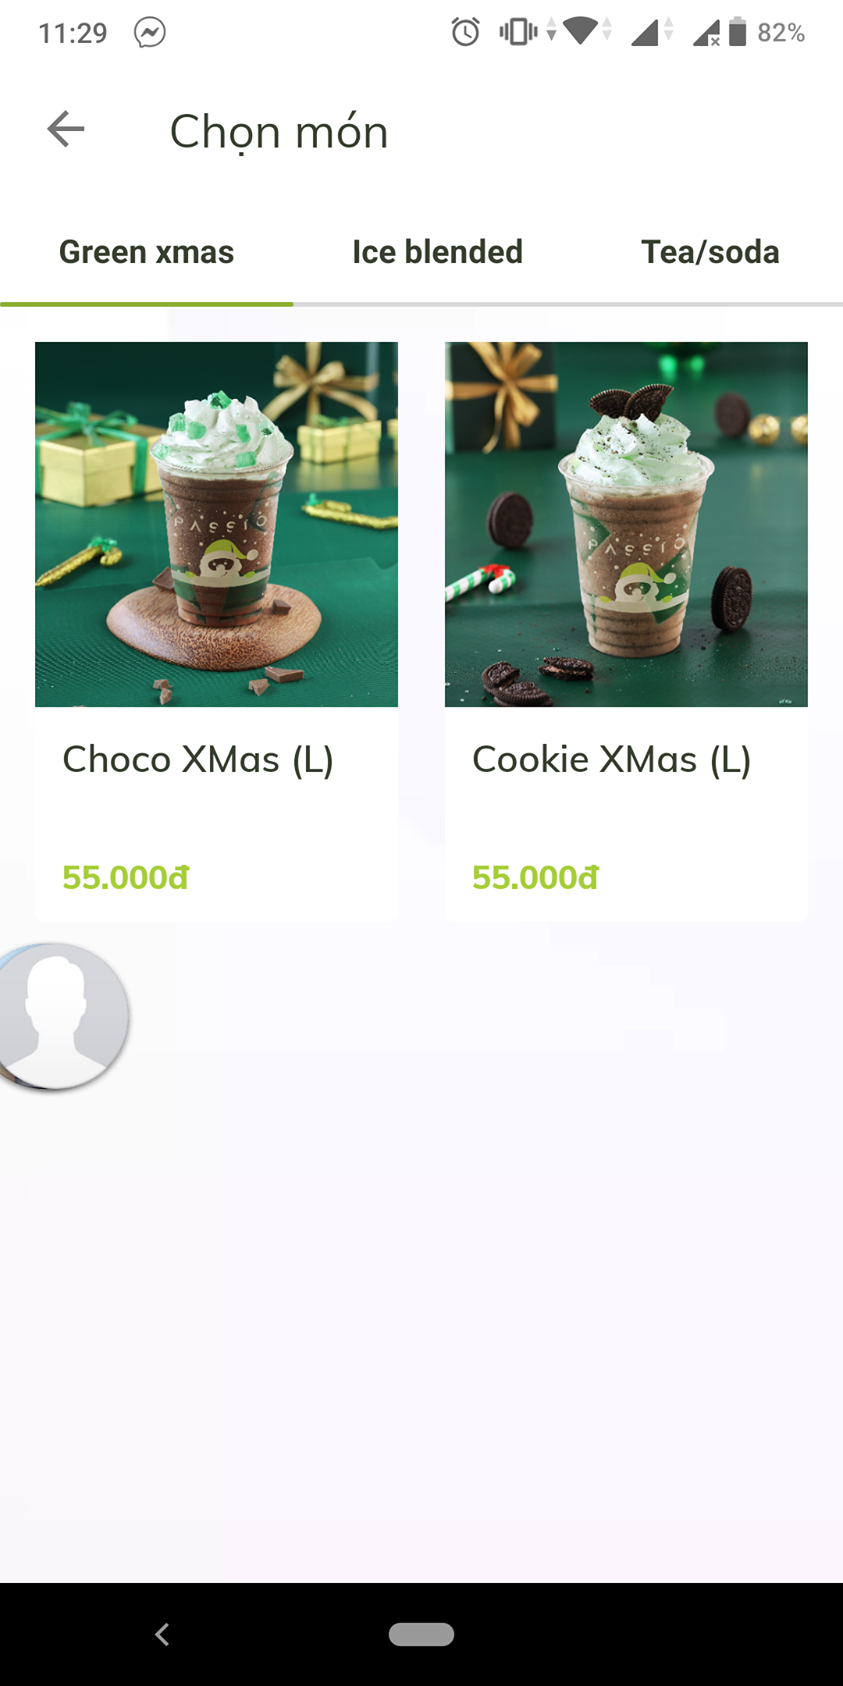 11:29
82%
Chọn món
Green xmas
Ice blended
Tea/soda
PASSIO
PASSIO
Choco XMas (L)
Cookie XMas (L)
55.000đ
55.000đ